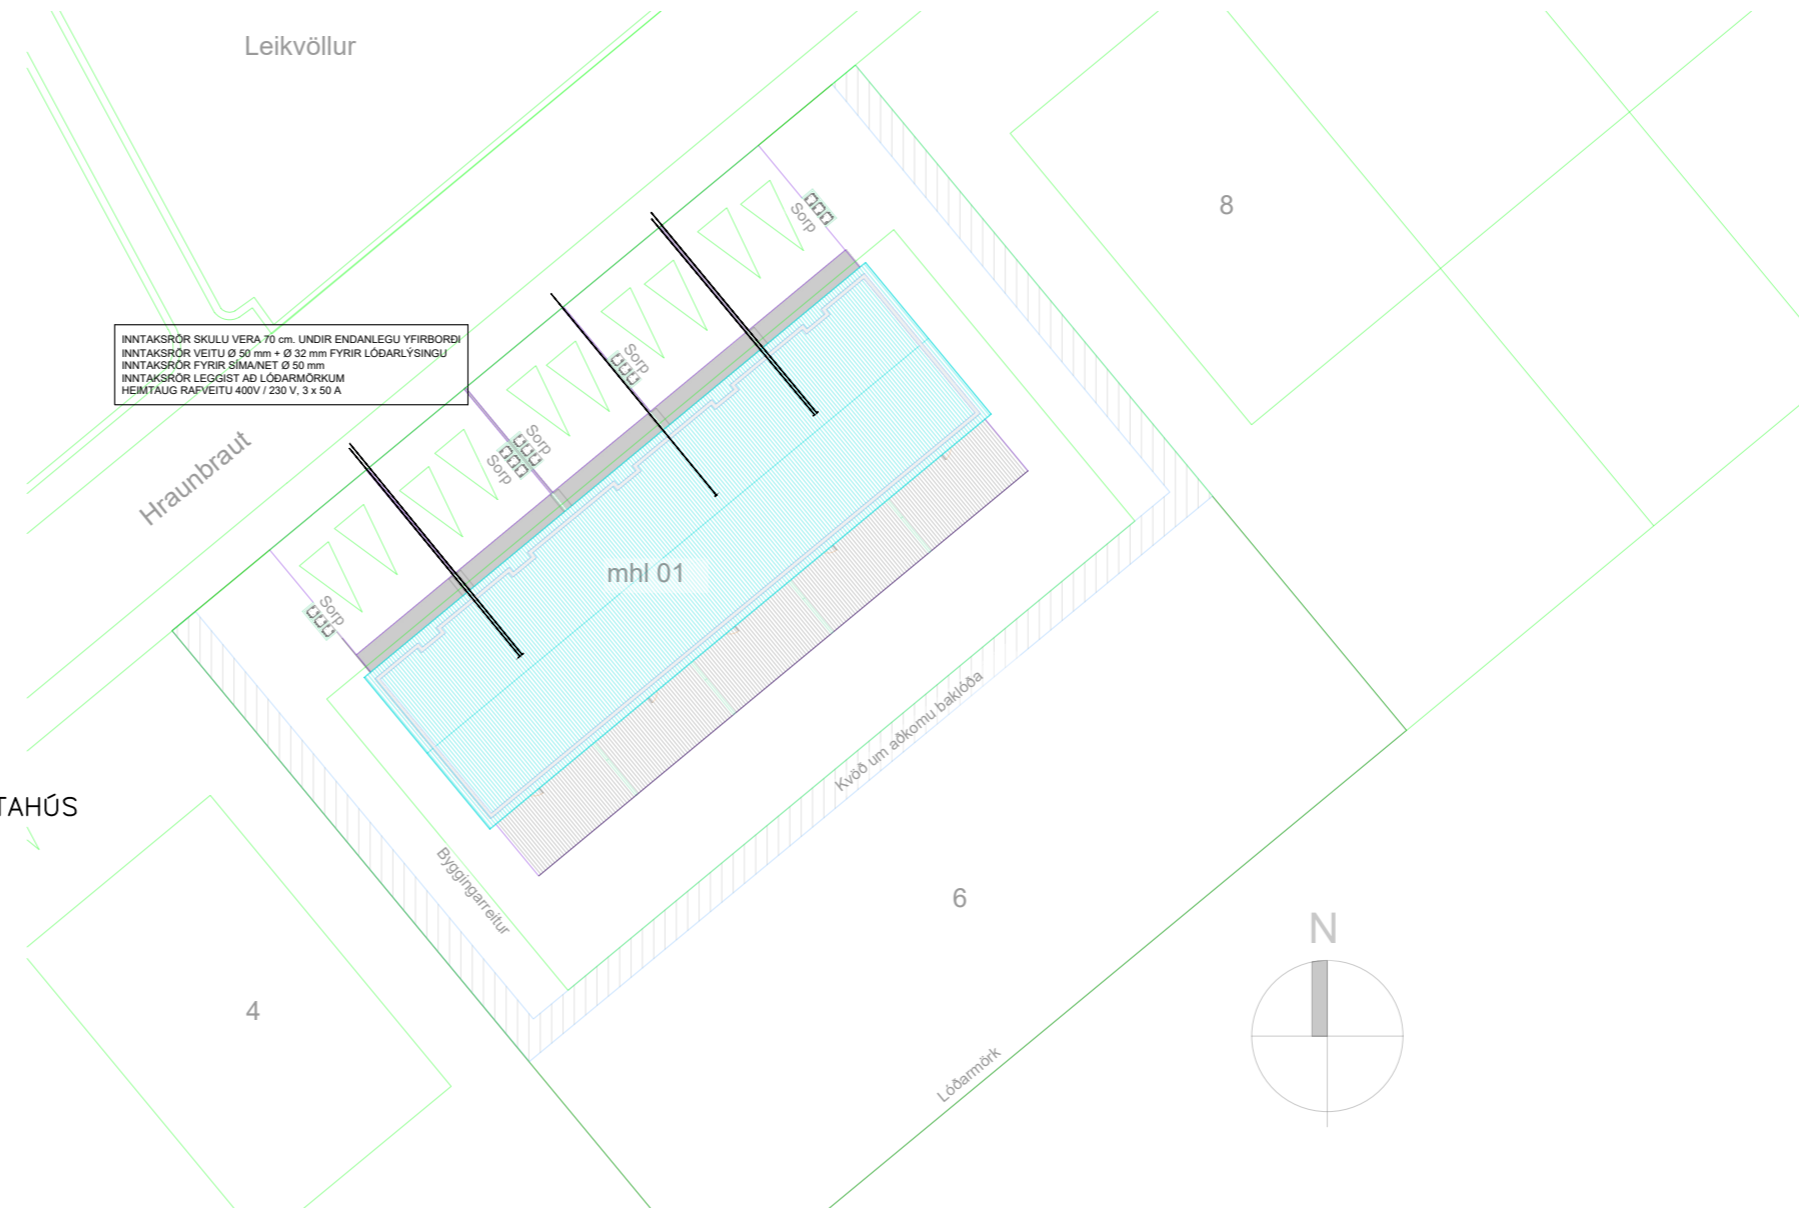 Leikvöllur
8
Sorp
INNTAKSRÖR SKULU VERA 70 cm. UNDIR ENDANLEGU YFIRBORÐI
INNTAKSRÖR VEITU Ø 50 mm + Ø 32 mm FYRIR LÓÐARLÝSINGU
INNTAKSRÖR FYRIR SÍMA/NET Ø 50 mm
INNTAKSRÖR LEGGIST AÐ LÓÐARMÖRKUM
HEIMTAUG RAFVEITU 400V / 230 V, 3 x 50 A
Sorp
Sorp
Sorp
Hraunbraut
mhl 01
Sorp
Kvöð um aðkomu baklóða
TAHÚS
Byggingarreitur
6
N
4
Lóðarmörk